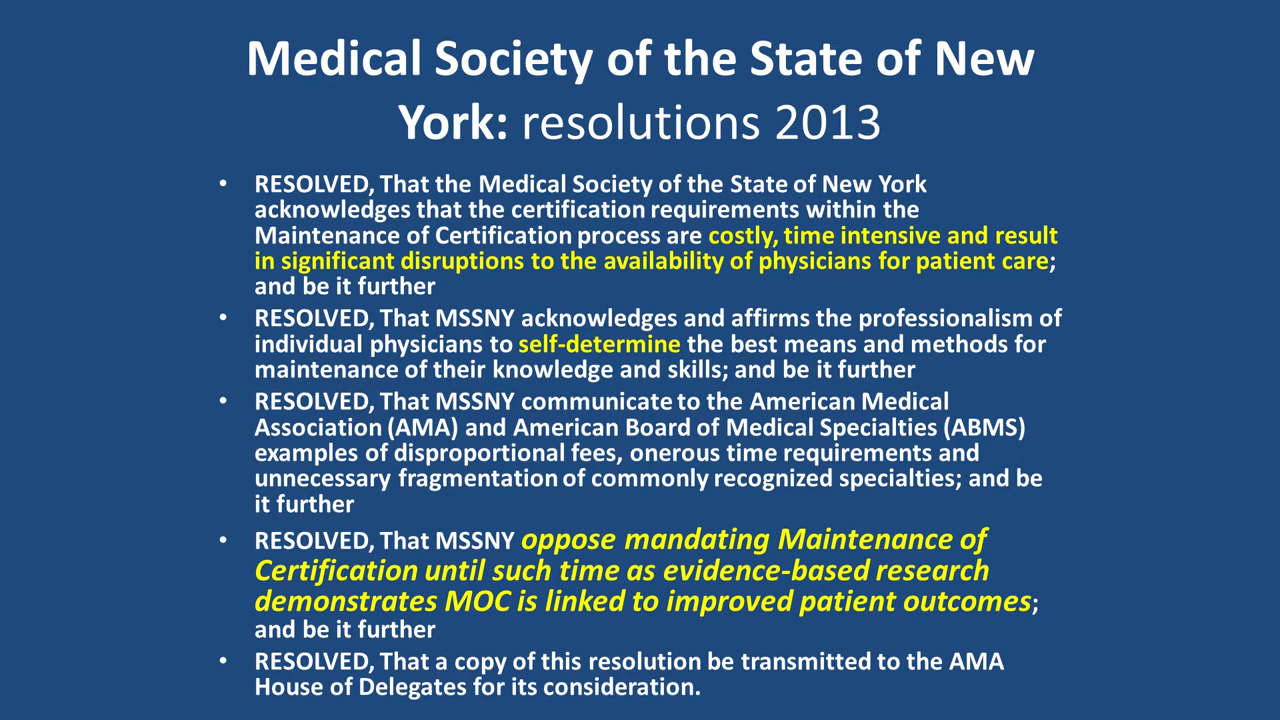 Medical Society of the State of New
York: resolutions 2013
• RESOLVED, That the Medical Society of the State of New York
acknowledges that the certification requirements within the
Maintenance of Certification process are costly, time intensive and result
in significant disruptions to the availability of physicians for patient care;
and be it further
• RESOLVED, That MSSNY acknowledges and affirms the professionalism of
individual physicians to self-determine the best means and methods for
maintenance of their knowledge and skills; and be it further
• RESOLVED, That MSSNY communicate to the American Medical
Association (AMA) and American Board of Medical Specialties (ABMS)
examples of disproportional fees, onerous time requirements and
unnecessary fragmentation of commonly recognized specialties; and be
it further
• RESOLVED, That MSSNY oppose mandating Maintenance of
Certification until such time as evidence-based research
demonstrates MOC is linked to improved patient outcomes;
and be it further
• RESOLVED, That a copy of this resolution be transmitted to the AMA
House of Delegates for its consideration.